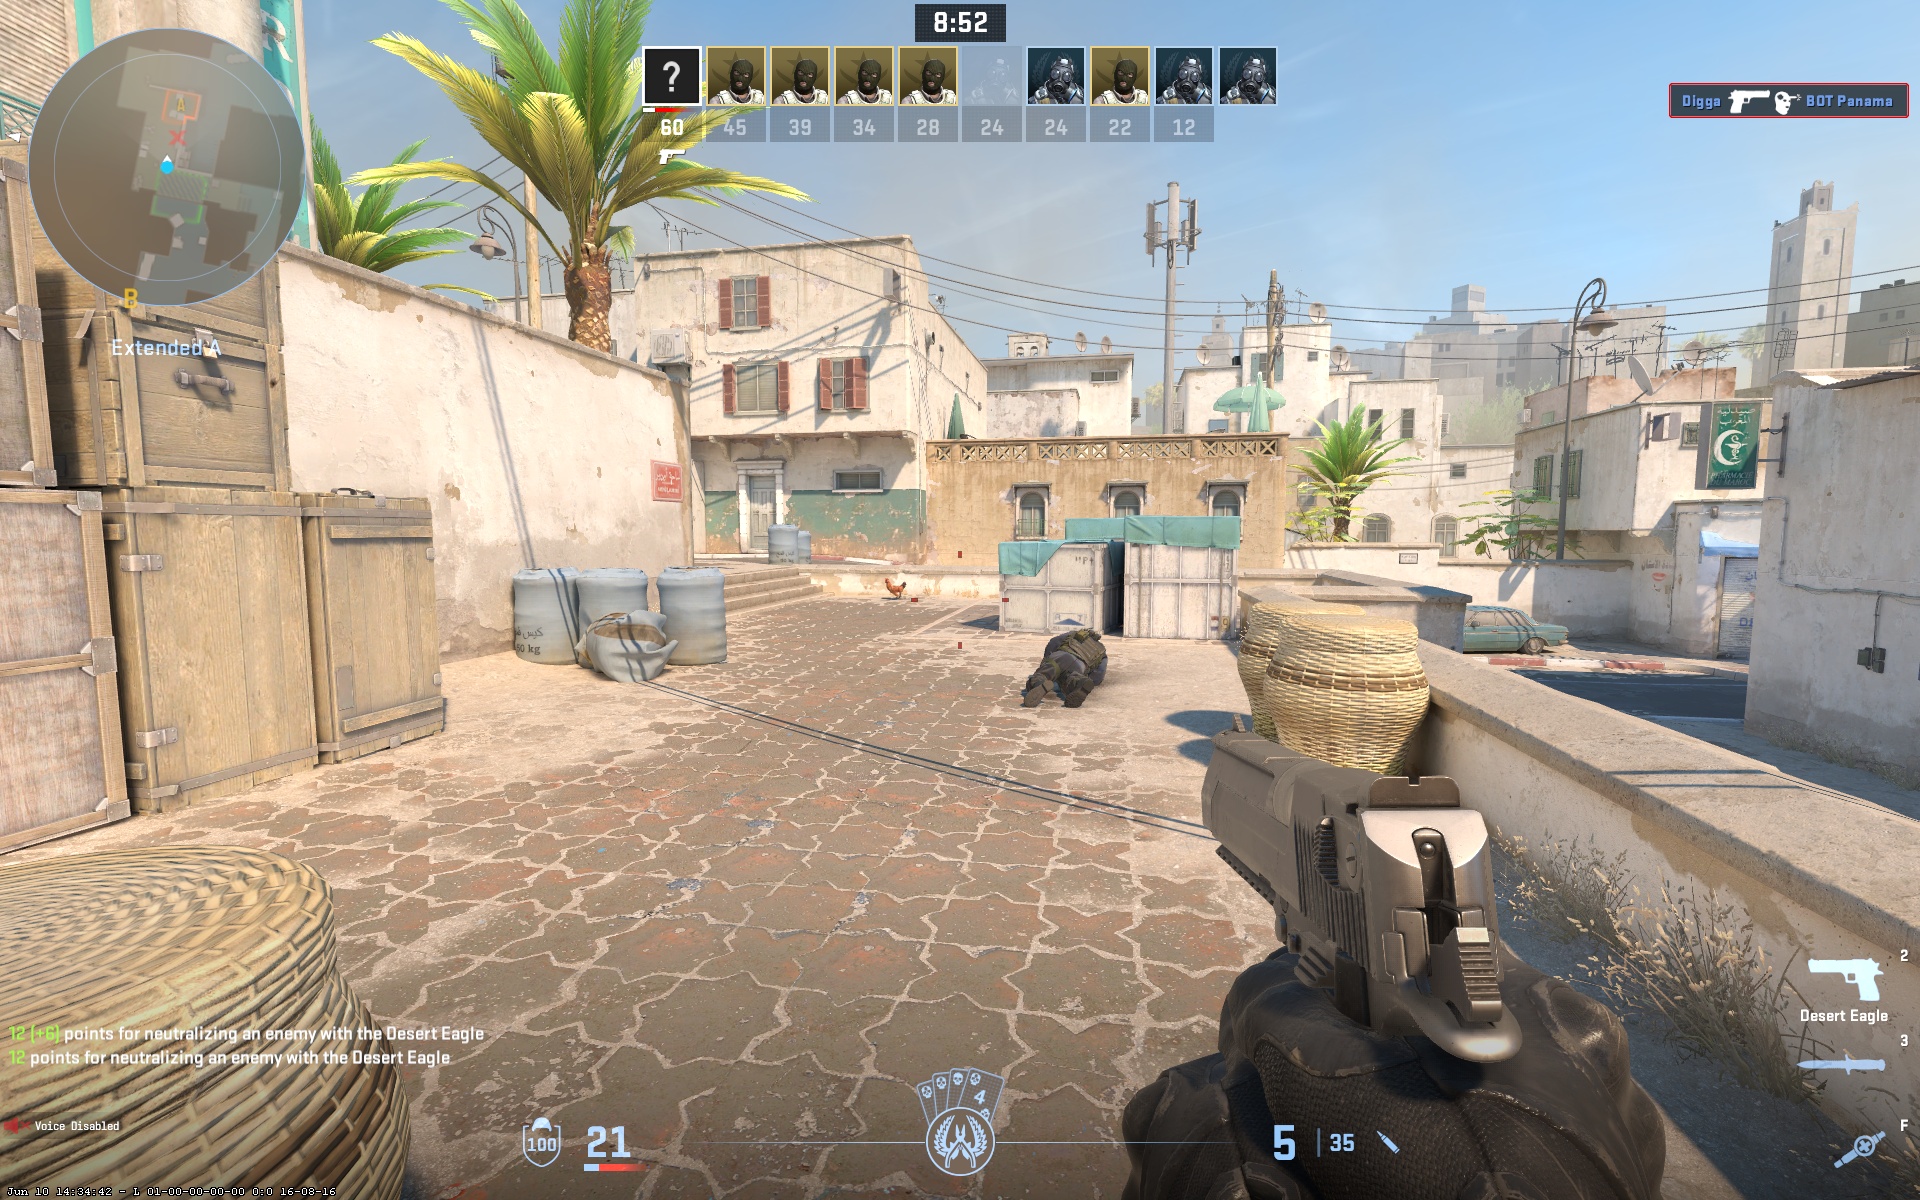 8:52
?
60 45 39 34 28 24 24 22 12
Digga BOT Panama
A
B
Extended A
60 kg
12 (+6) points for neutralizing an enemy with the Desert Eagle
12 points for neutralizing an enemy with the Desert Eagle
Voice Disabled
100 21
4
5 | 35
2
Desert Eagle
3
F
Jun 10 14:34:42 - L 01-00-00-00-00 0:0 16-08-16